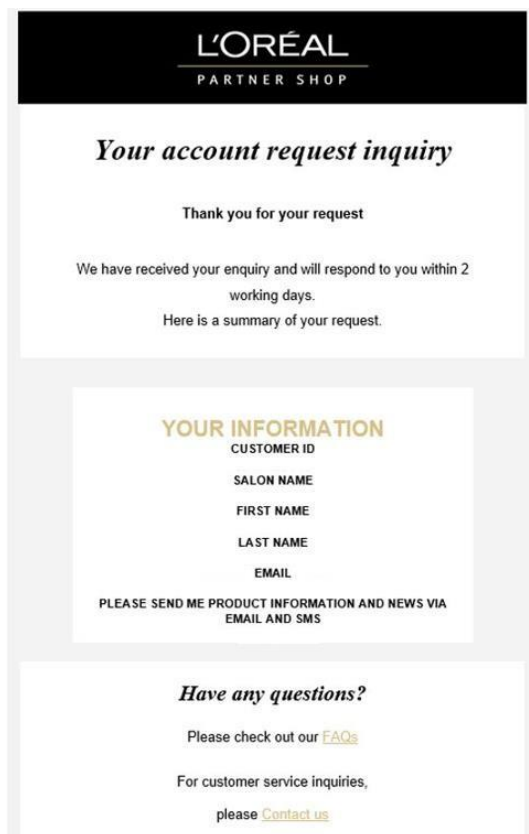 L'ORÉAL
PARTNER SHOP
Your account request inquiry
Thank you for your request
We have received your enquiry and will respond to you within 2
working days.
Here is a summary of your request.
YOUR INFORMATION
CUSTOMER ID
SALON NAME
FIRST NAME
LAST NAME
EMAIL
PLEASE SEND ME PRODUCT INFORMATION AND NEWS VIA
EMAIL AND SMS
Have any questions?
Please check out our FAQs
For customer service inquiries,
please Contact us